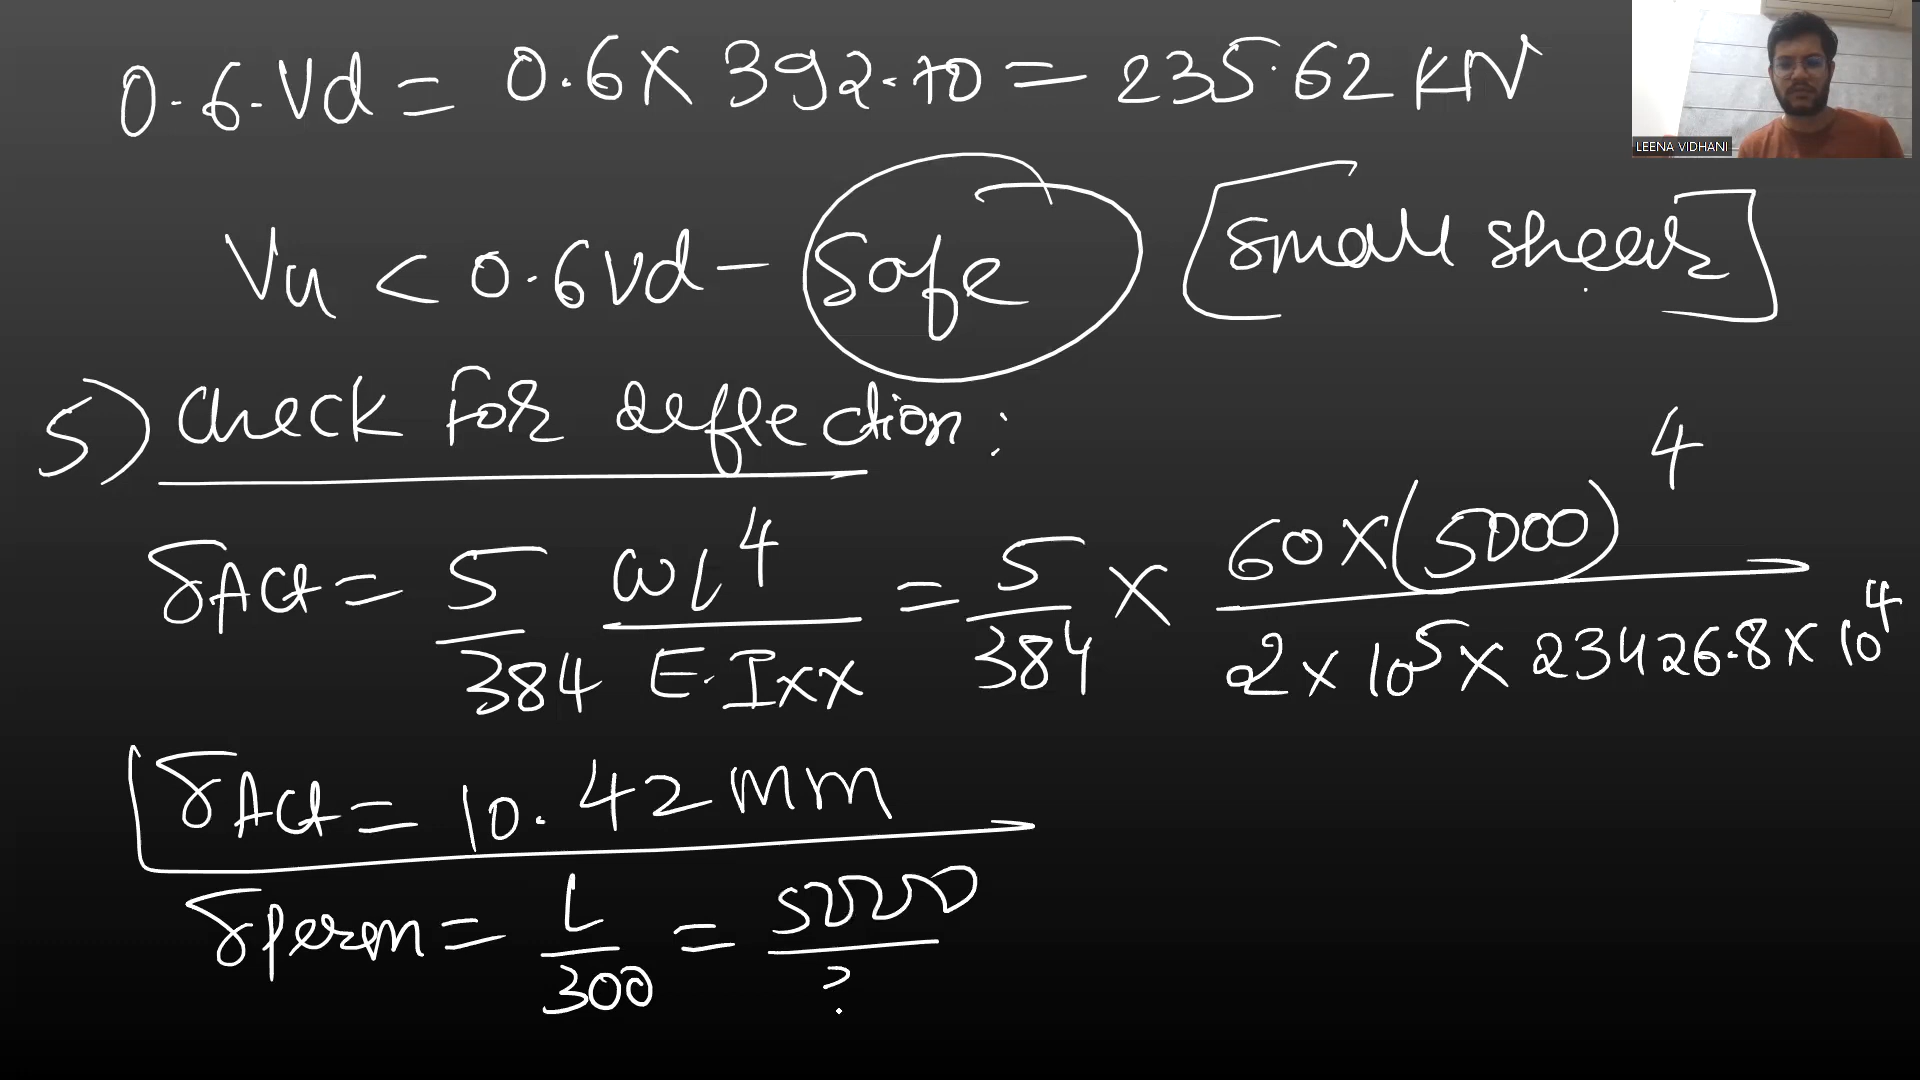 0.6.Vd = 0.6 X 392.70 = 235.62 KN
LEENA VIDHANI
Vu < 0.6Vd - Safe [Small shear]
5) Check For deflection:
δAct = 5/384 ωL^4/E.Ixx = 5/384 X 60X(5000)^4/2 x 10^5 x 23426.8 x 10^4
δAct = 10.42 mm
δperm = L/300 = 5000/?